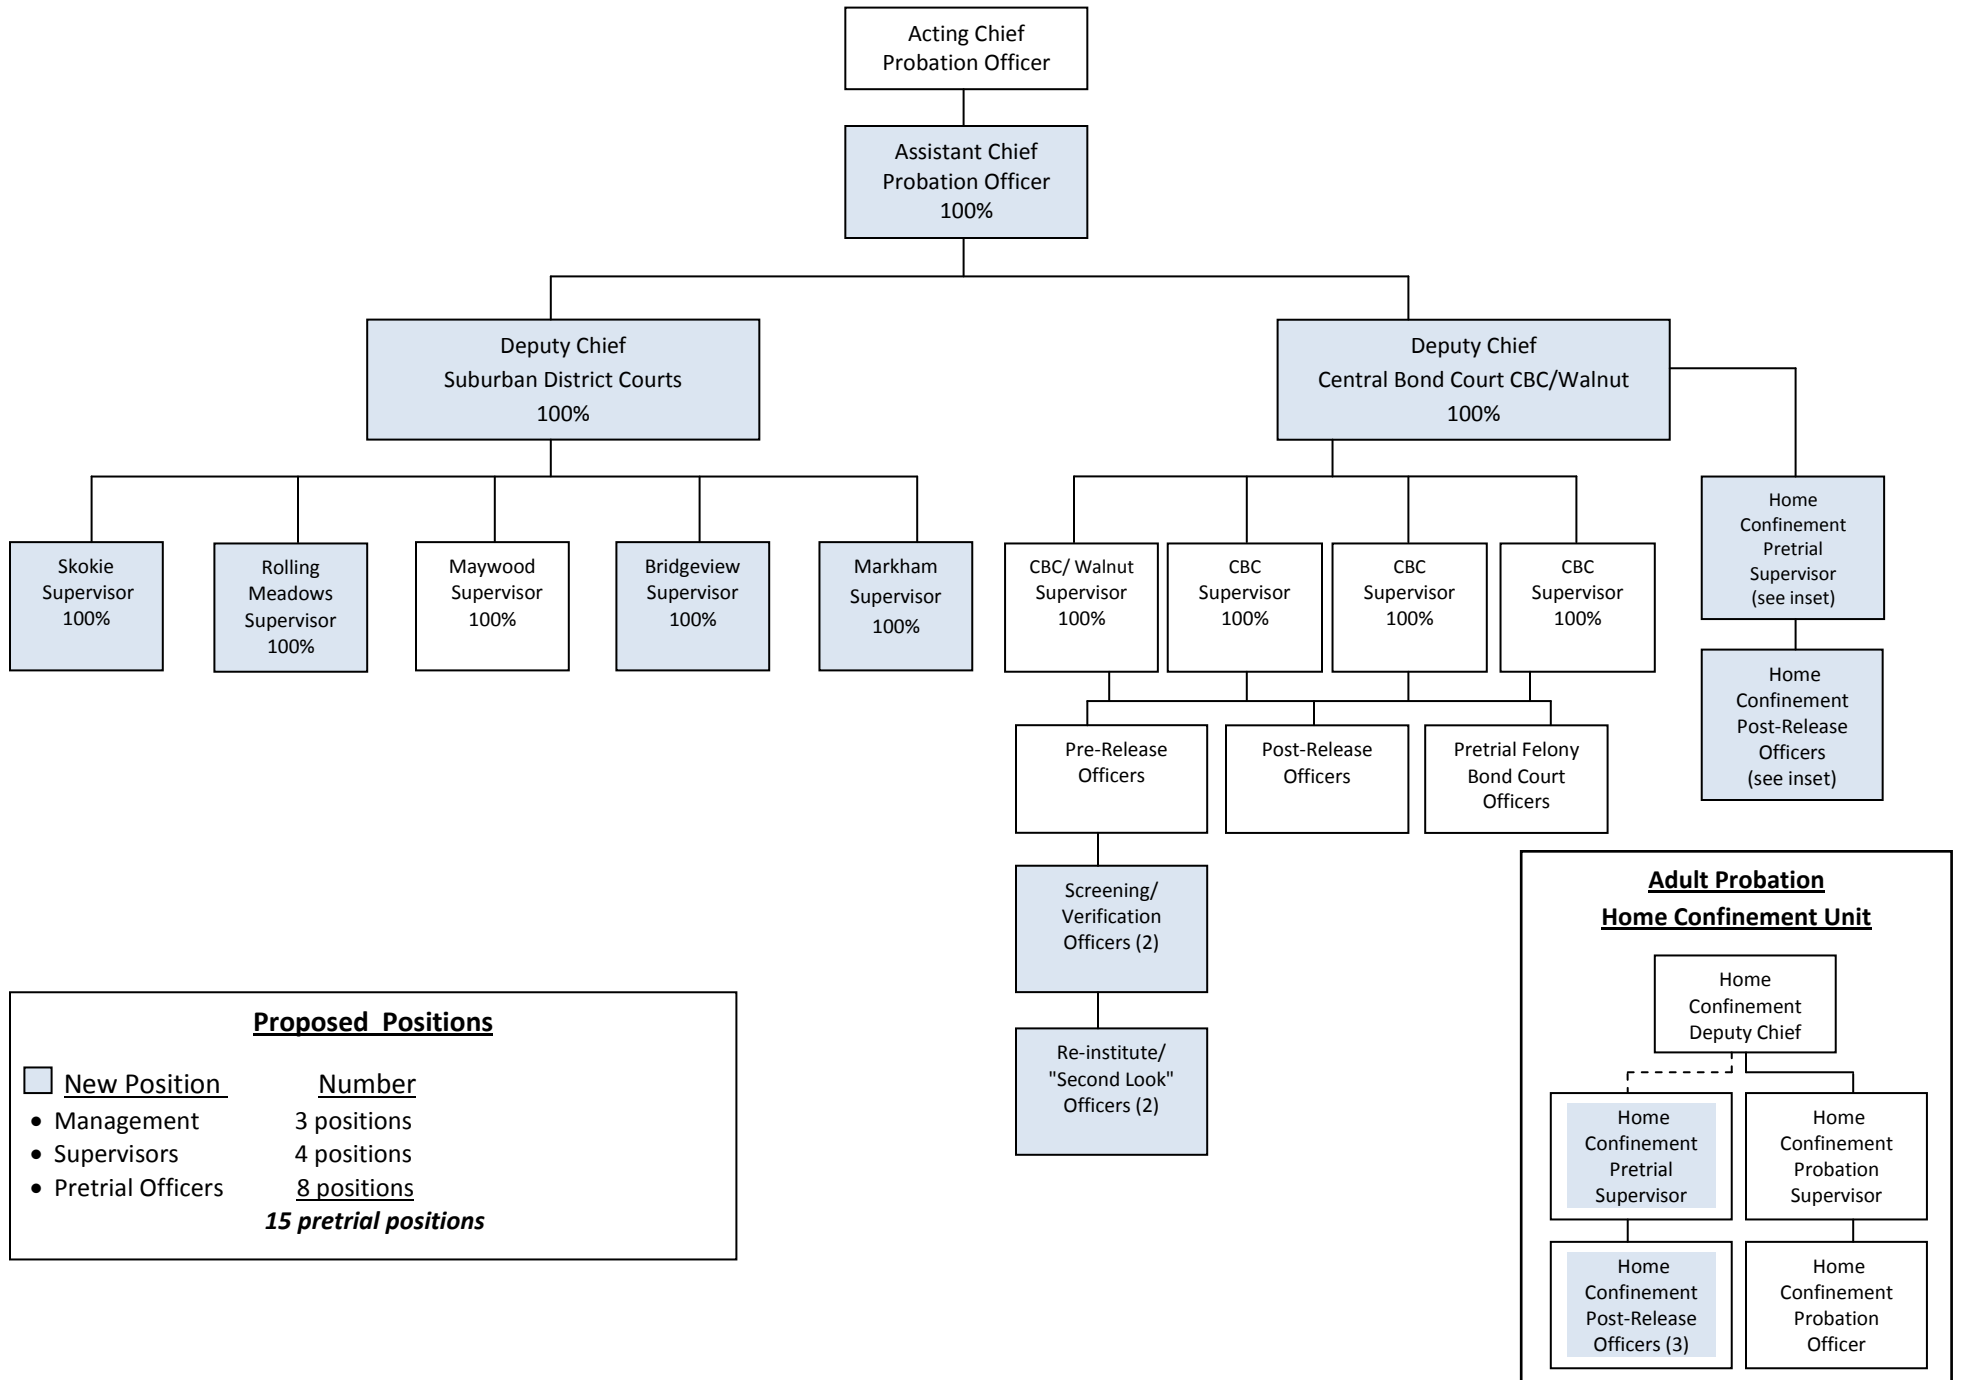 Acting Chief
Probation Officer
Assistant Chief
Probation Officer
100%
Deputy Chief
Suburban District Courts
100%
Deputy Chief
Central Bond Court CBC/Walnut
100%
Skokie
Supervisor
100%
Rolling
Meadows
Supervisor
100%
Maywood
Supervisor
100%
Bridgeview
Supervisor
100%
Markham
Supervisor
100%
CBC/ Walnut
Supervisor
100%
CBC
Supervisor
100%
CBC
Supervisor
100%
CBC
Supervisor
100%
Home
Confinement
Pretrial
Supervisor
(see inset)
Home
Confinement
Post-Release
Officers
(see inset)
Pre-Release
Officers
Post-Release
Officers
Pretrial Felony
Bond Court
Officers
Screening/
Verification
Officers (2)
Re-institute/
"Second Look"
Officers (2)
Proposed Positions
New Position Number
• Management 3 positions
• Supervisors 4 positions
• Pretrial Officers 8 positions
15 pretrial positions
Adult Probation
Home Confinement Unit
Home
Confinement
Deputy Chief
Home
Confinement
Pretrial
Supervisor
Home
Confinement
Probation
Supervisor
Home
Confinement
Post-Release
Officers (3)
Home
Confinement
Probation
Officer